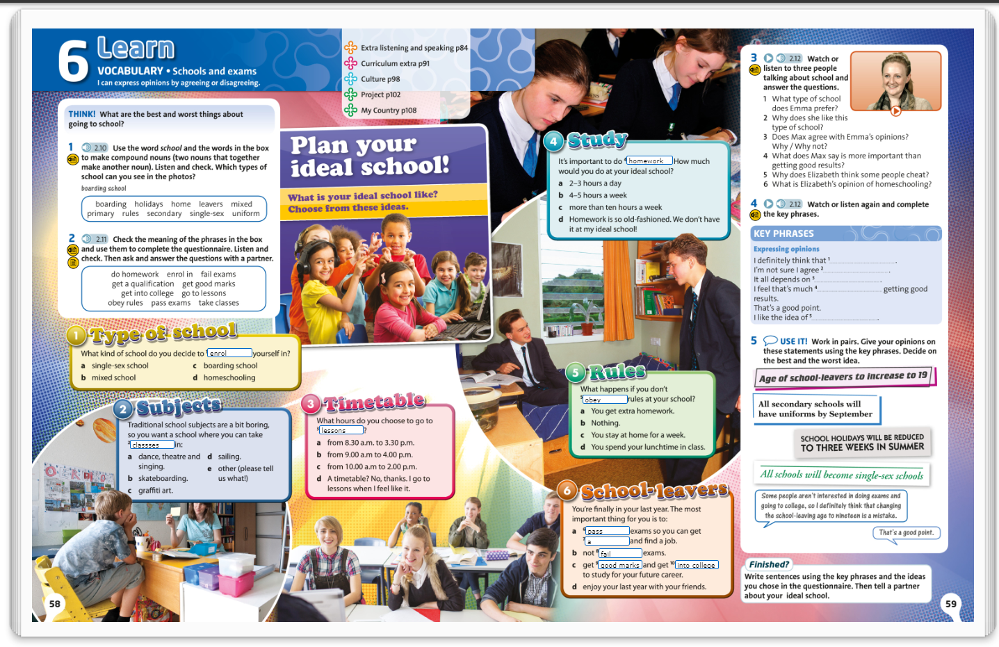 6 Learn
VOCABULARY • Schools and exams
I can express opinions by agreeing or disagreeing.
Extra listening and speaking p84
Curriculum extra p91
Culture p98
Project p102
My Country p108
THINK! What are the best and worst things about
going to school?
1 2.10 Use the word school and the words in the box
to make compound nouns (two nouns that together
make another noun). Listen and check. Which types of
school can you see in the photos?
boarding school
boarding holidays home leavers mixed
primary rules secondary single-sex uniform
2 2.11 Check the meaning of the phrases in the box
and use them to complete the questionnaire. Listen and
check. Then ask and answer the questions with a partner.
do homework enrol in fail exams
get a qualification get good marks
get into college go to lessons
obey rules pass exams take classes
Plan your
ideal school!
What is your ideal school like?
Choose from these ideas.
1 Type of school
What kind of school do you decide to 1 enrol yourself in?
a single-sex school c boarding school
b mixed school d homeschooling
2 Subjects
Traditional school subjects are a bit boring,
so you want a school where you can take
2 classses in:
a dance, theatre and d sailing.
singing. e other (please tell
b skateboarding. us what!)
c graffiti art.
3 Timetable
What hours do you choose to go to
3 lessons ?
a from 8.30 a.m. to 3.30 p.m.
b from 9.00 a.m to 4.00 p.m.
c from 10.00 a.m to 2.00 p.m.
d A timetable? No, thanks. I go to
lessons when I feel like it.
4 Study
It's important to do 4 homework How much
would you do at your ideal school?
a 2–3 hours a day
b 4–5 hours a week
c more than ten hours a week
d Homework is so old-fashioned. We don't have
it at my ideal school!
5 Rules
What happens if you don't
5 obey rules at your school?
a You get extra homework.
b Nothing.
c You stay at home for a week.
d You spend your lunchtime in class.
6 School-leavers
You're finally in your last year. The most
important thing for you is to:
a 6 pass exams so you can get
7 a and find a job.
b not 8 fail exams.
c get 9 good marks and get 10 into college
to study for your future career.
d enjoy your last year with your friends.
3 2.12 Watch or
listen to three people
talking about school and
answer the questions.
1 What type of school
does Emma prefer?
2 Why does she like this
type of school?
3 Does Max agree with Emma's opinions?
Why / Why not?
4 What does Max say is more important than
getting good results?
5 Why does Elizabeth think some people cheat?
6 What is Elizabeth's opinion of homeschooling?
4 2.12 Watch or listen again and complete
the key phrases.
KEY PHRASES
Expressing opinions
I definitely think that 1 .
I'm not sure I agree 2 .
It all depends on 3 .
I feel that's much 4 getting good
results.
That's a good point.
I like the idea of 5 .
5 USE IT! Work in pairs. Give your opinions on
these statements using the key phrases. Decide on
the best and the worst idea.
Age of school-leavers to increase to 19
All secondary schools will
have uniforms by September
SCHOOL HOLIDAYS WILL BE REDUCED
TO THREE WEEKS IN SUMMER
All schools will become single-sex schools
Some people aren't interested in doing exams and
going to college, so I definitely think that changing
the school-leaving age to nineteen is a mistake.
That's a good point.
Finished?
Write sentences using the key phrases and the ideas
you chose in the questionnaire. Then tell a partner
about your ideal school.
58
59